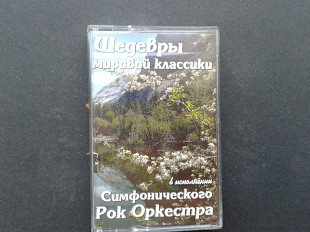 Шедевры
мировой классики
в исполнении
Симфонического
Рок Оркестра